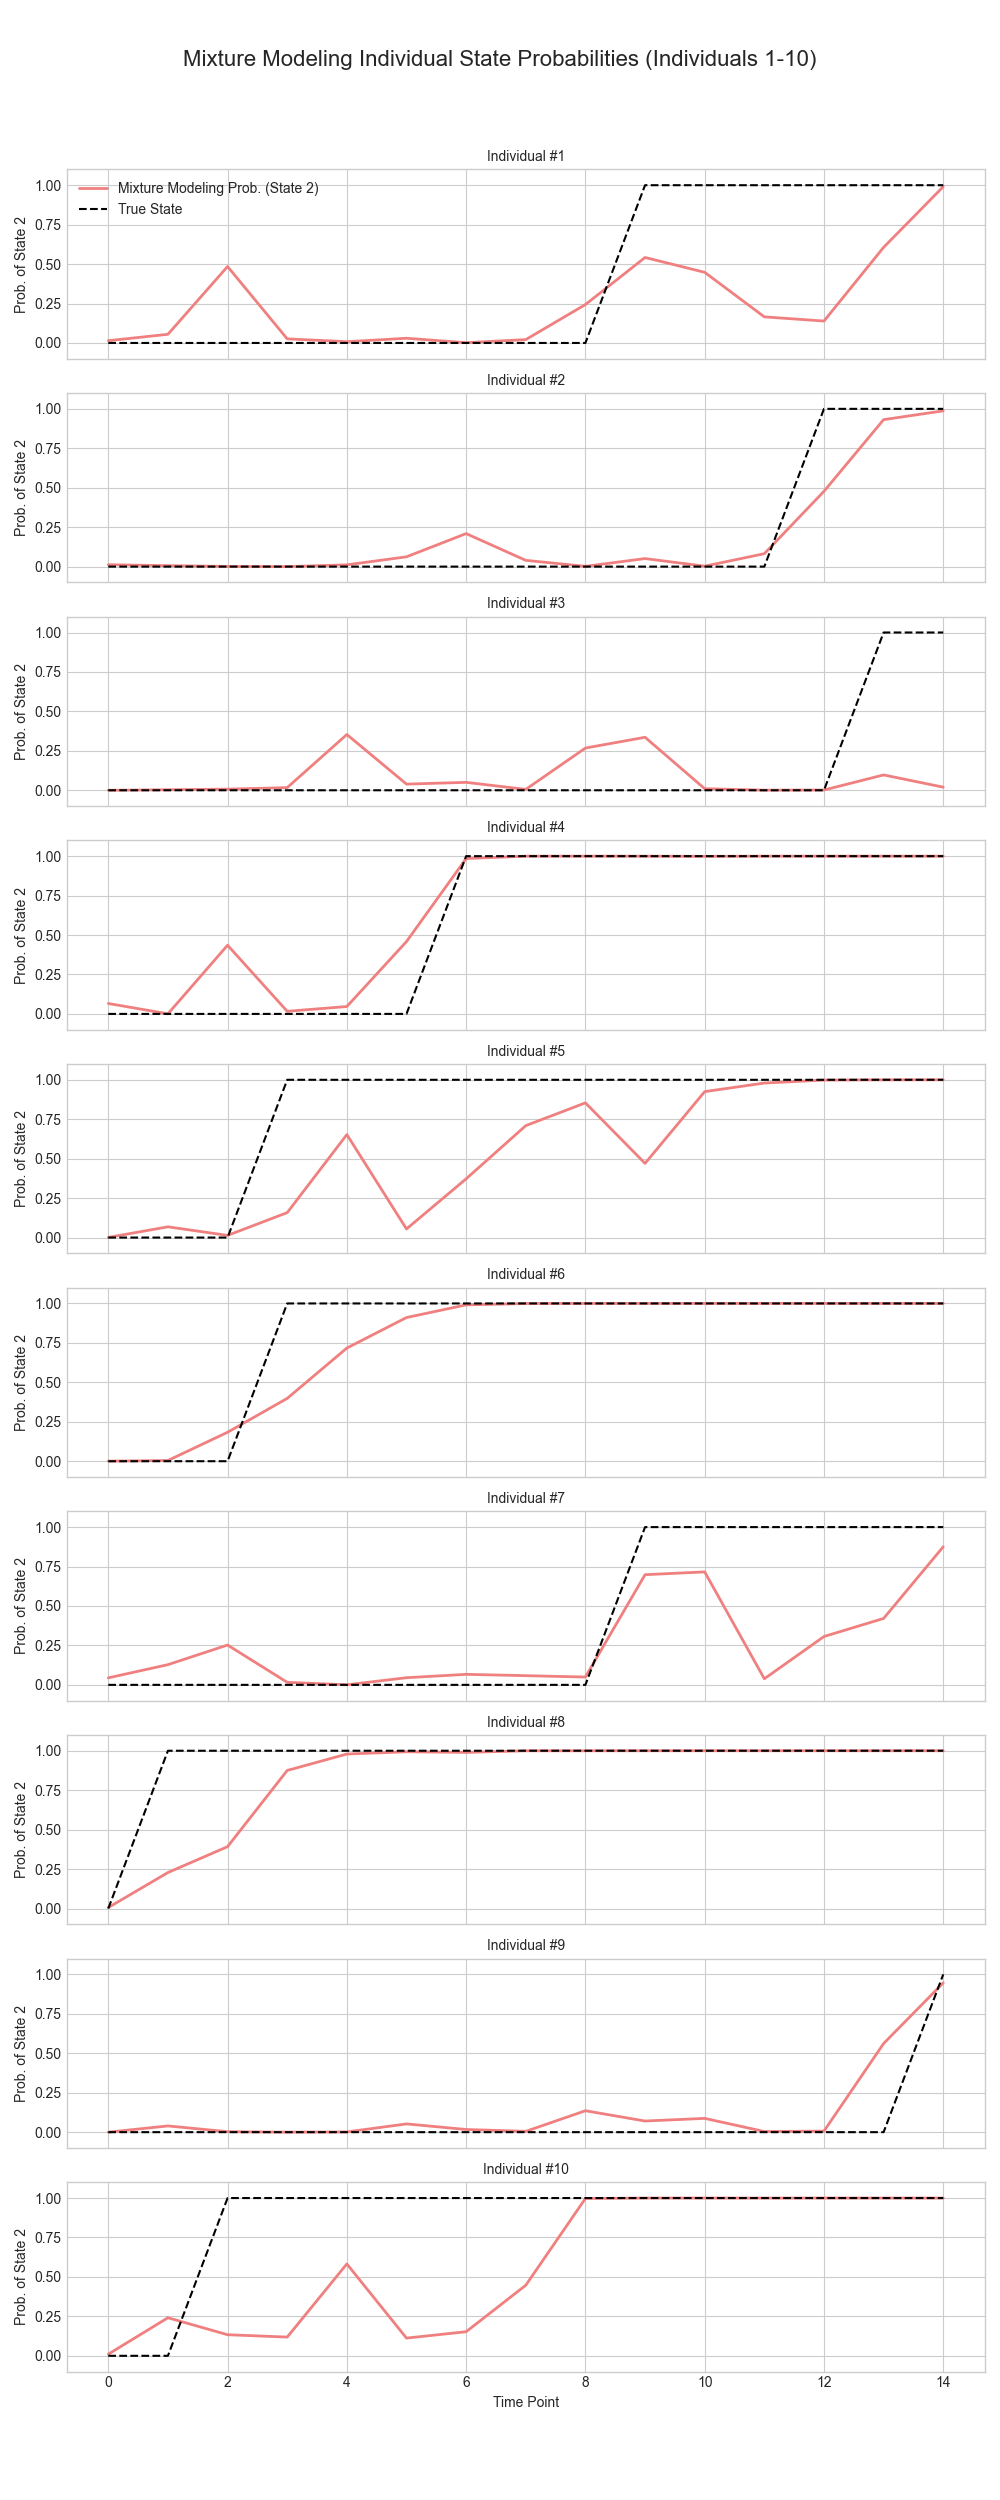 Mixture Modeling Individual State Probabilities (Individuals 1-10)
Individual #1
Mixture Modeling Prob. (State 2)
True State
1.00
0.75
0.50
0.25
0.00
Prob. of State 2
Individual #2
1.00
0.75
0.50
0.25
0.00
Prob. of State 2
Individual #3
1.00
0.75
0.50
0.25
0.00
Prob. of State 2
Individual #4
1.00
0.75
0.50
0.25
0.00
Prob. of State 2
Individual #5
1.00
0.75
0.50
0.25
0.00
Prob. of State 2
Individual #6
1.00
0.75
0.50
0.25
0.00
Prob. of State 2
Individual #7
1.00
0.75
0.50
0.25
0.00
Prob. of State 2
Individual #8
1.00
0.75
0.50
0.25
0.00
Prob. of State 2
Individual #9
1.00
0.75
0.50
0.25
0.00
Prob. of State 2
Individual #10
1.00
0.75
0.50
0.25
0.00
Prob. of State 2
0 2 4 6 8 10 12 14
Time Point